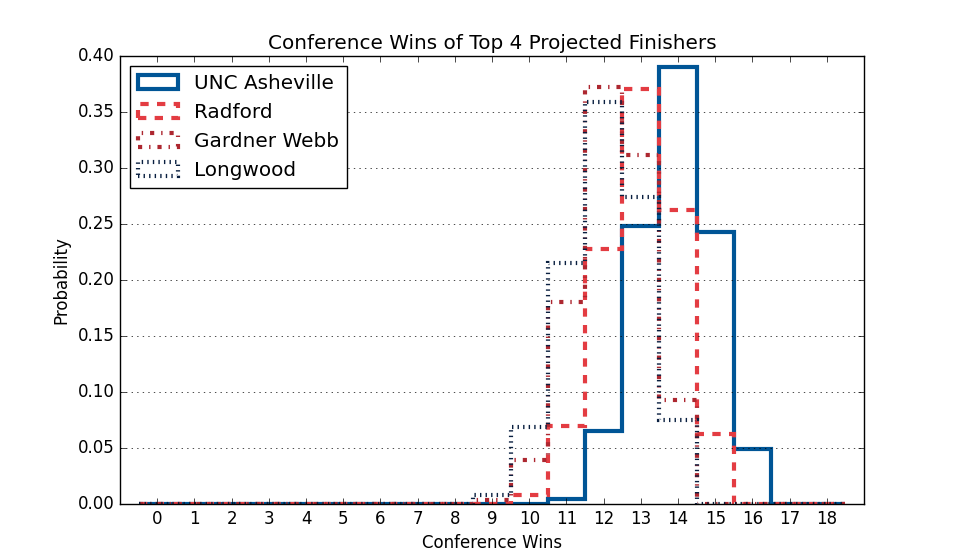 Conference Wins of Top 4 Projected Finishers
UNC Asheville
Radford
Gardner Webb
Longwood
0.40
0.35
0.30
0.25
0.20
0.15
0.10
0.05
0.00
Probability
0 1 2 3 4 5 6 7 8 9 10 11 12 13 14 15 16 17 18
Conference Wins